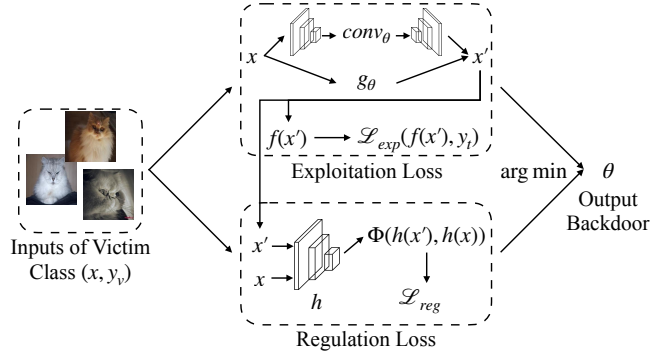 x
conv_θ
x′
g_θ
f(x′)
ℒ_exp(f(x′), y_t)
Exploitation Loss
Inputs of Victim
Class (x, y_v)
arg min
θ
Output
Backdoor
x′
x
h
Φ(h(x′), h(x))
ℒ_reg
Regulation Loss